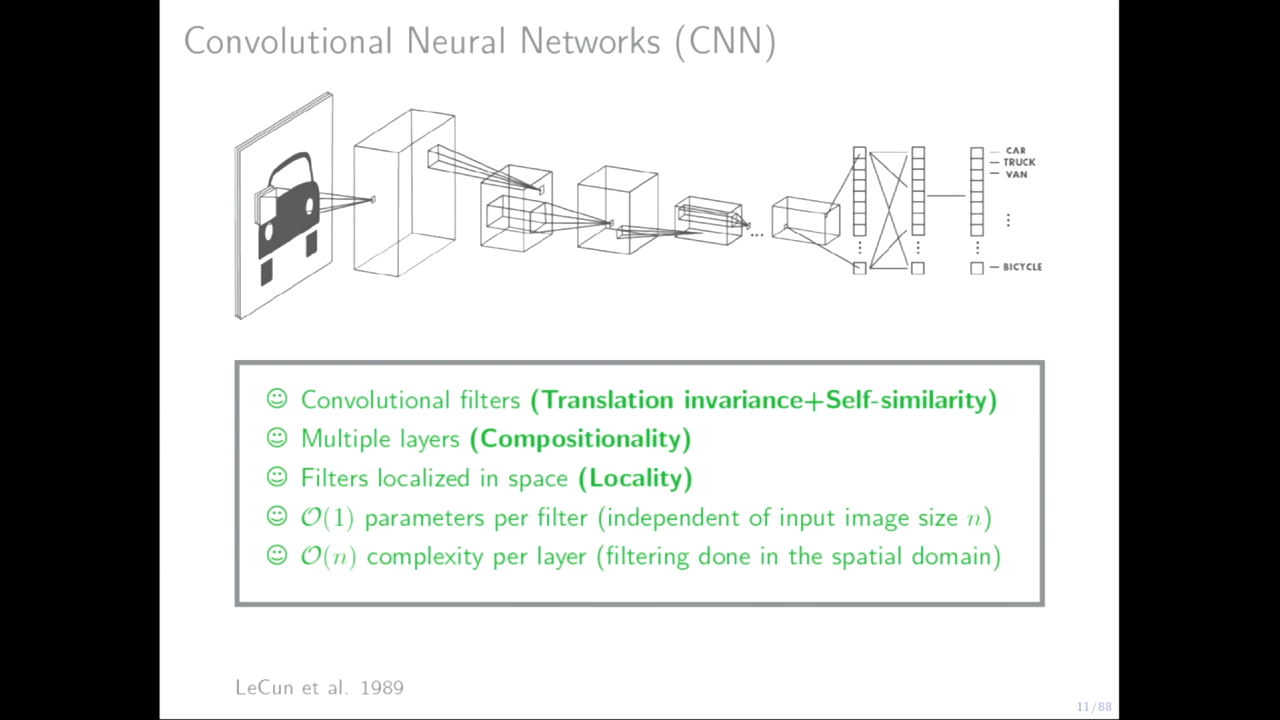 Convolutional Neural Networks (CNN)
CAR
TRUCK
VAN
BICYCLE
☺ Convolutional filters (Translation invariance+Self-similarity)
☺ Multiple layers (Compositionality)
☺ Filters localized in space (Locality)
☺ 𝒪(1) parameters per filter (independent of input image size n)
☺ 𝒪(n) complexity per layer (filtering done in the spatial domain)
LeCun et al. 1989
11/88